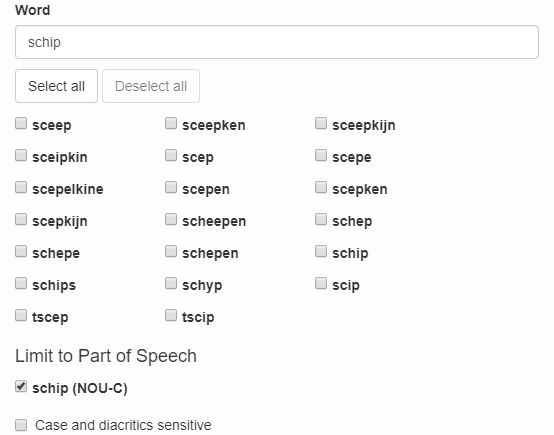 Word
schip
Select all Deselect all
sceep sceepken sceepkijn
sceipkin scep scepe
scepelkine scepen scepken
scepkijn scheepen schep
schepe schepen schip
schips schyp scip
tscep tscip
Limit to Part of Speech
schip (NOU-C)
Case and diacritics sensitive